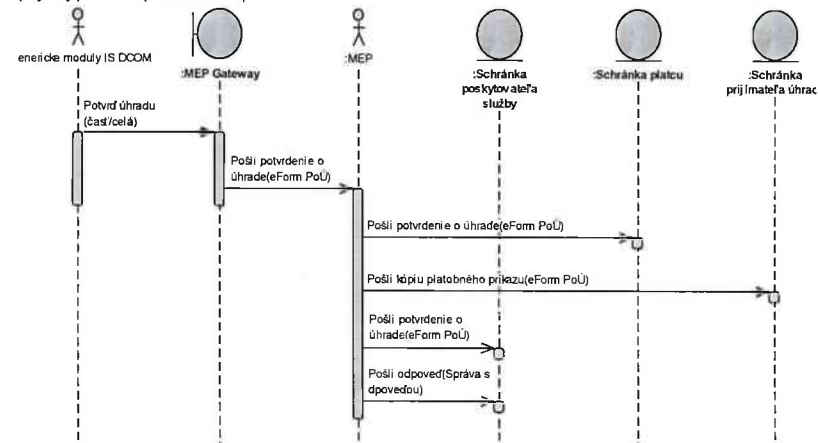 enericke moduly IS DCOM
:MEP Gateway
:MEP
:Schránka
poskytovateľa
služby
:Schránka platcu
:Schránka
prijímateľa úhrac
Potvrď úhradu
(časť/celá)
Pošli potvrdenie o
úhrade(eForm PoÚ)
Pošli potvrdenie o úhrade(eForm PoÚ)
Pošli kópiu platobného príkazu(eForm PoÚ)
Pošli potvrdenie o
úhrade(eForm PoÚ)
Pošli odpoveď(Správa s
dpoveďou)